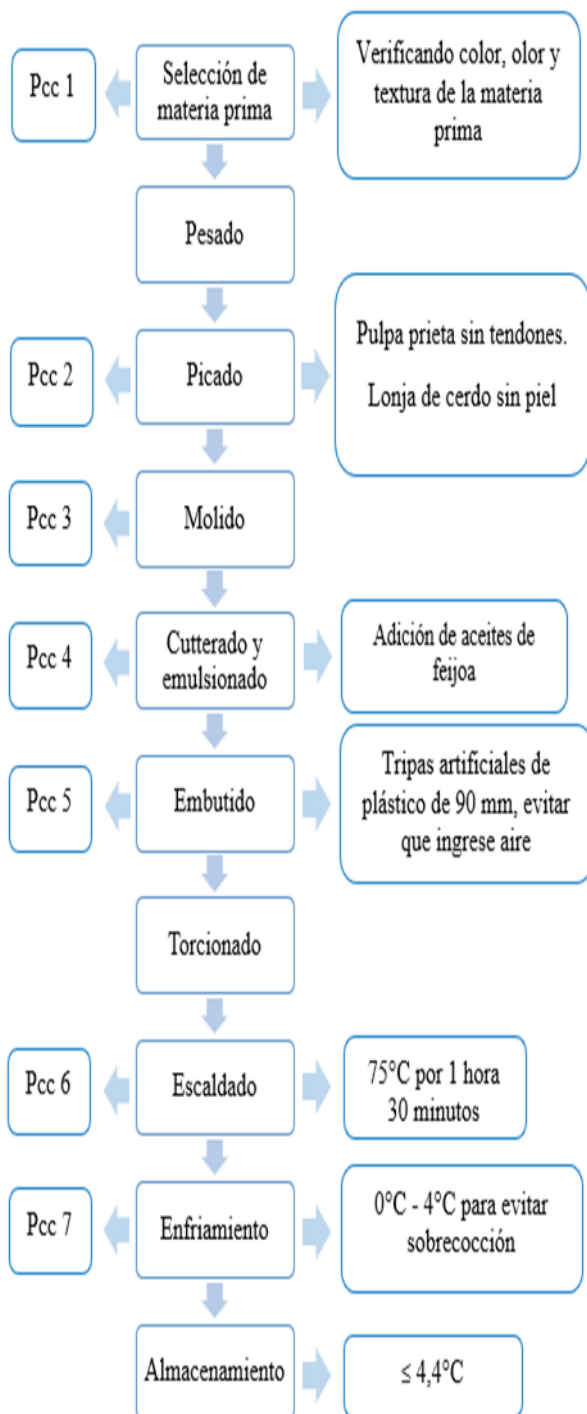 Pcc 1
Selección de
materia prima
Verificando color, olor y
textura de la materia
prima
Pesado
Pcc 2
Picado
Pulpa prieta sin tendones.
Lonja de cerdo sin piel
Pcc 3
Molido
Pcc 4
Cutterado y
emulsionado
Adición de aceites de
feijoa
Pcc 5
Embutido
Tripas artificiales de
plástico de 90 mm, evitar
que ingrese aire
Torcionado
Pcc 6
Escaldado
75°C por 1 hora
30 minutos
Pcc 7
Enfriamiento
0°C - 4°C para evitar
sobrecocción
Almacenamiento
≤ 4,4°C